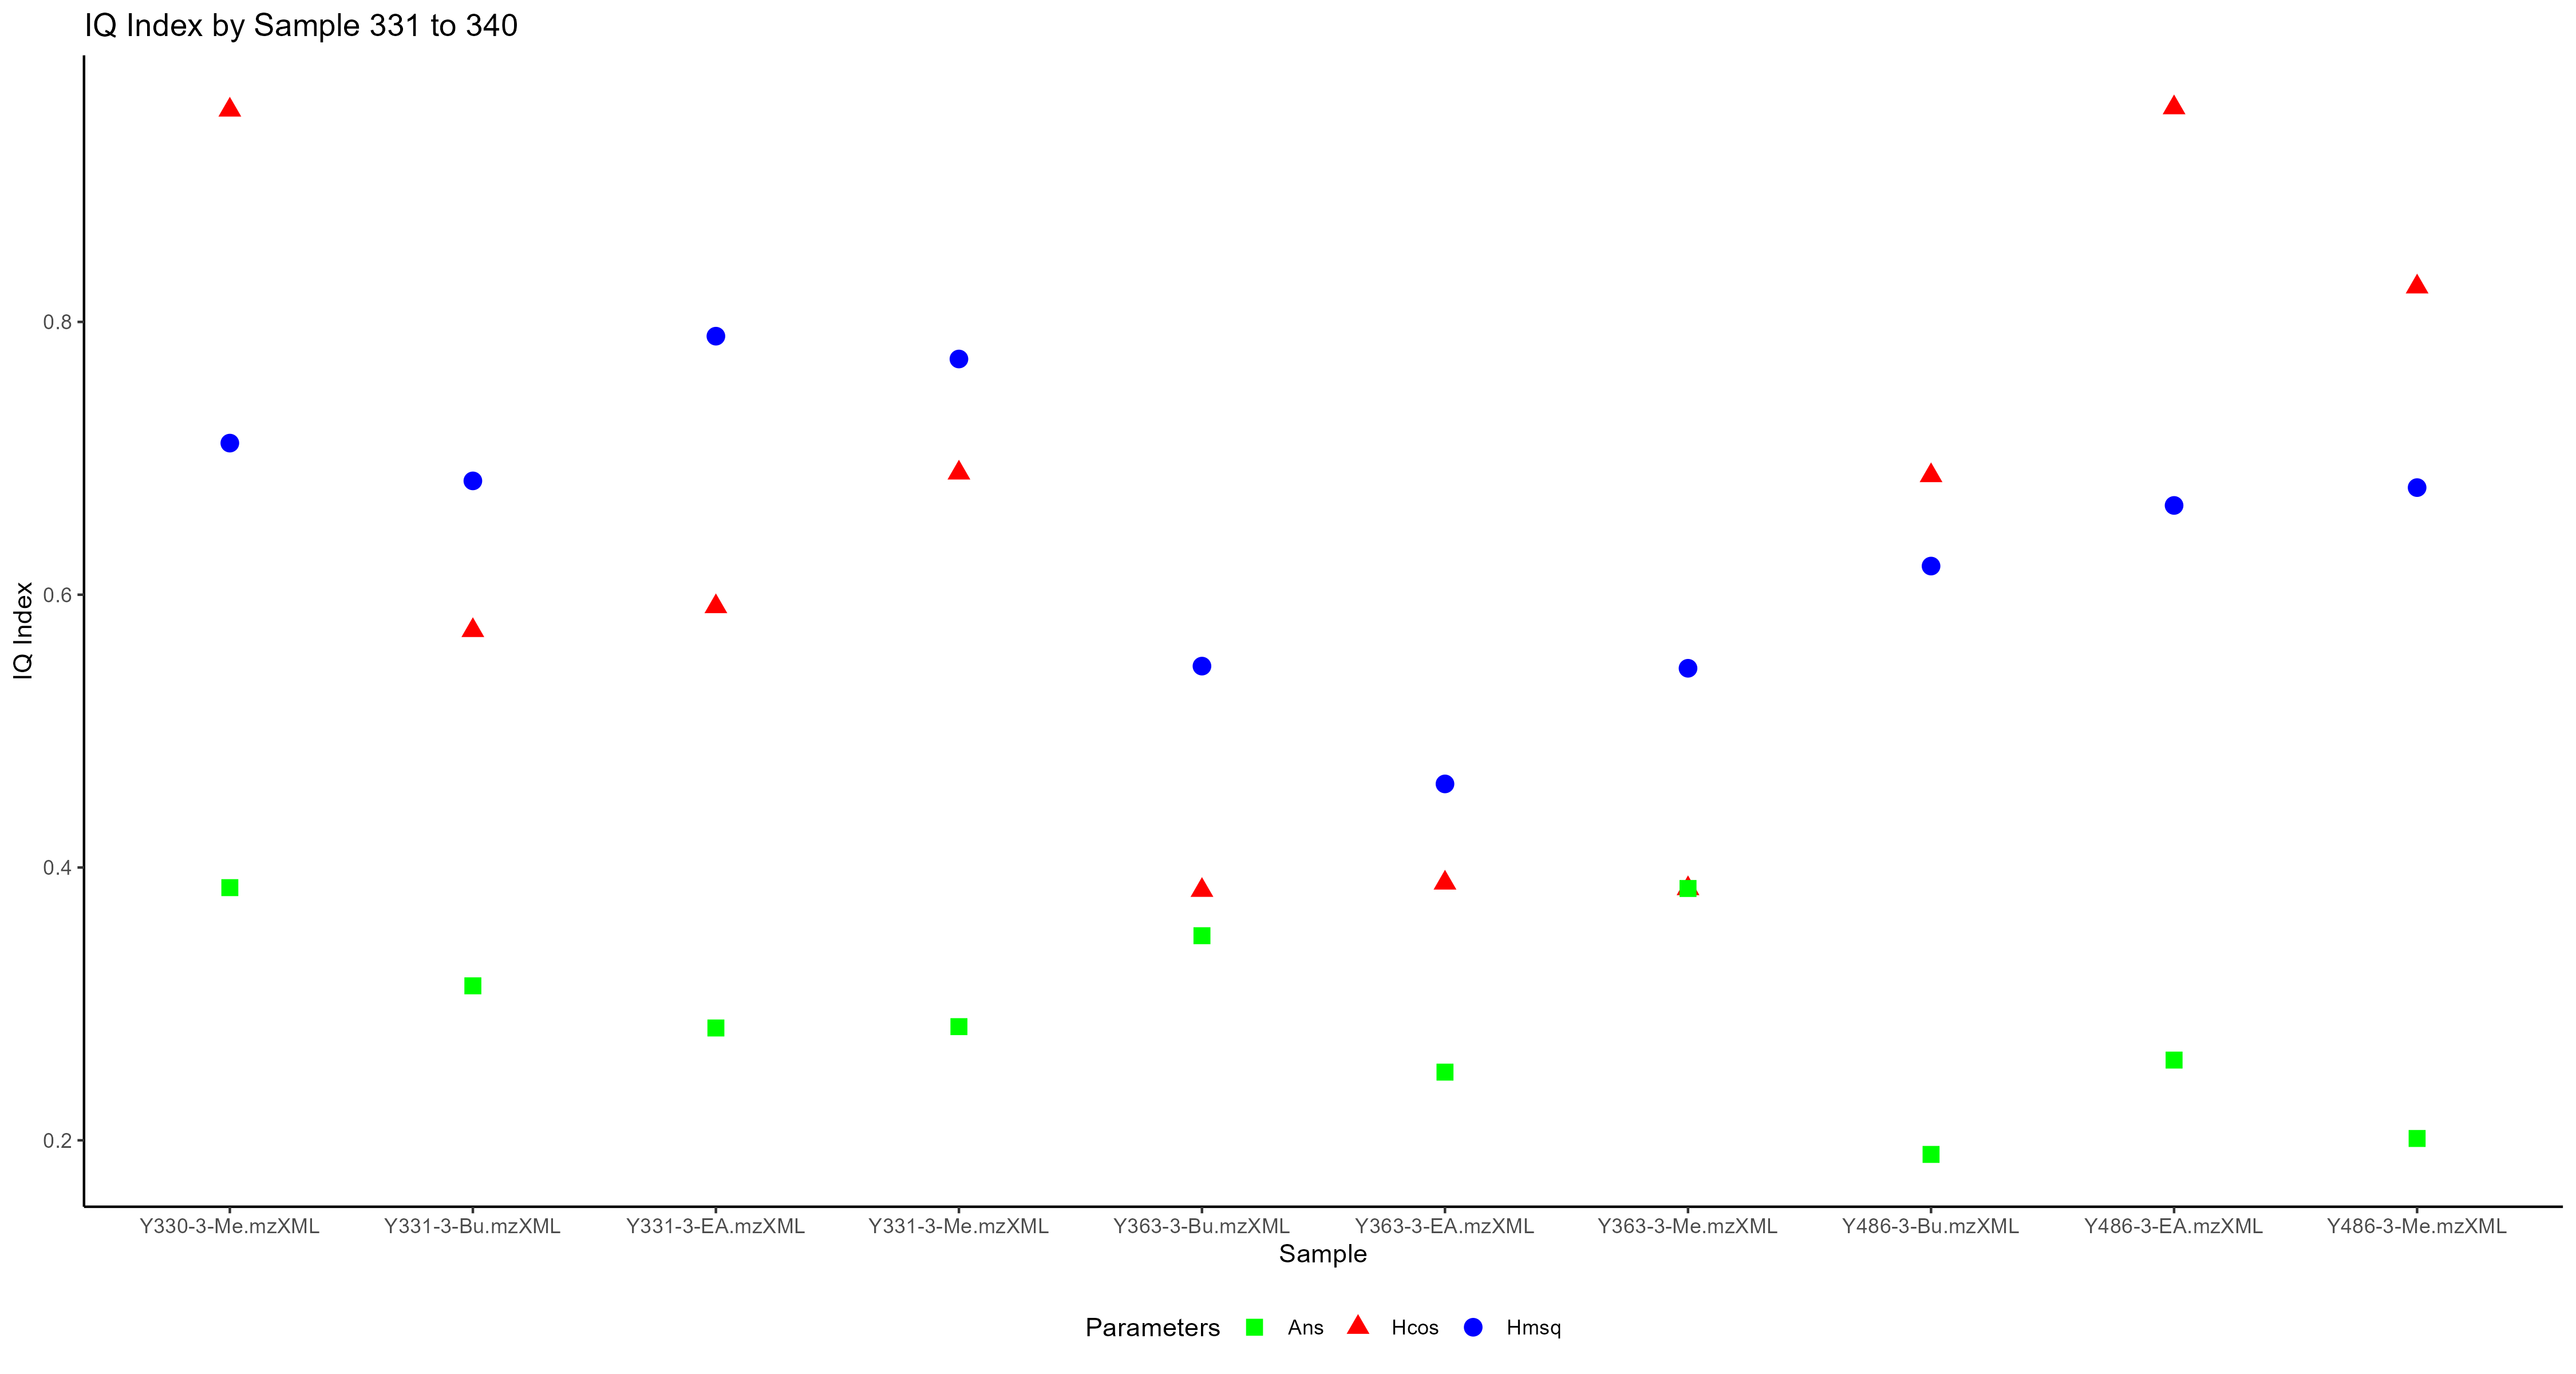 IQ Index by Sample 331 to 340
IQ Index
0.8
0.6
0.4
0.2
Y330-3-Me.mzXML Y331-3-Bu.mzXML Y331-3-EA.mzXML Y331-3-Me.mzXML Y363-3-Bu.mzXML Y363-3-EA.mzXML Y363-3-Me.mzXML Y486-3-Bu.mzXML Y486-3-EA.mzXML Y486-3-Me.mzXML
Sample
Parameters Ans Hcos Hmsq